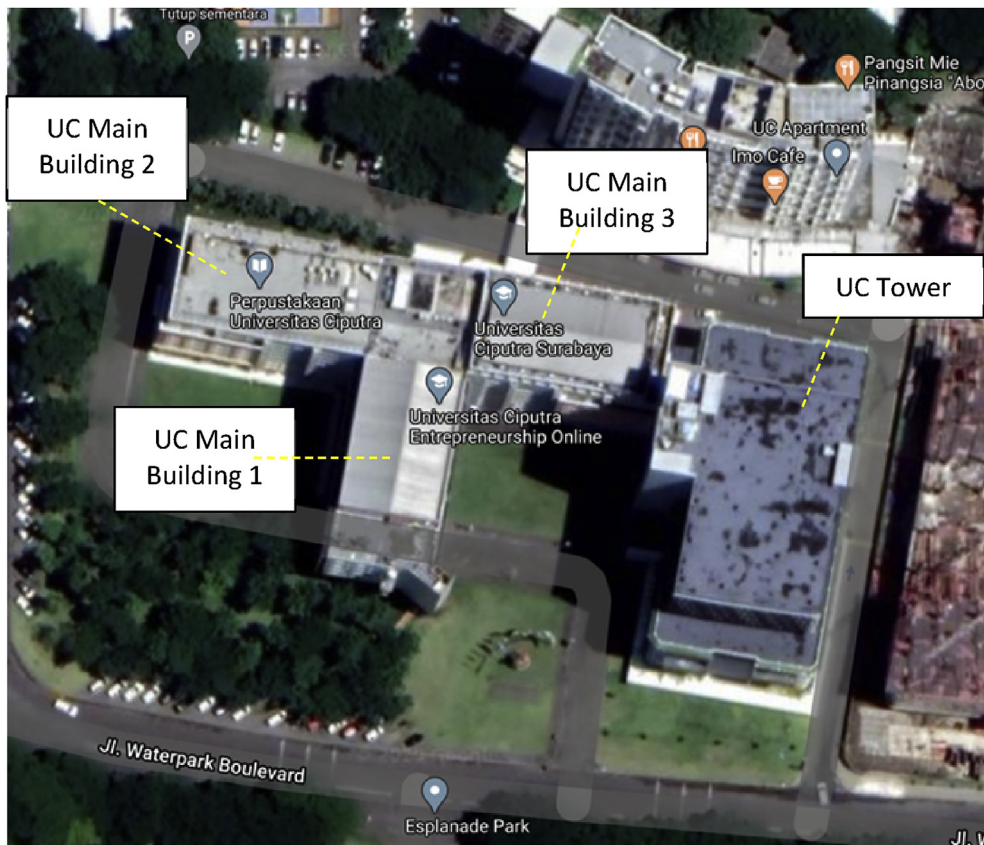 Tutup sementara
P
Pangsit Mie
Pinangsia "Abo
UC Main
Building 2
UC Main
Building 3
UC Apartment
Imo Cafe
UC Tower
Perpustakaan
Universitas Ciputra
Universitas
Ciputra Surabaya
Universitas Ciputra
Entrepreneurship Online
UC Main
Building 1
Jl. Waterpark Boulevard
Esplanade Park
Jl. W